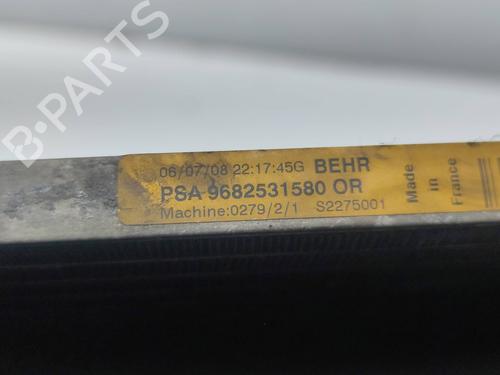 06/07/08 22:17:45G BEHR
PSA 9682531580 OR
Machine:0279/2/1 S2275001
Made
in
France
B-PARTS